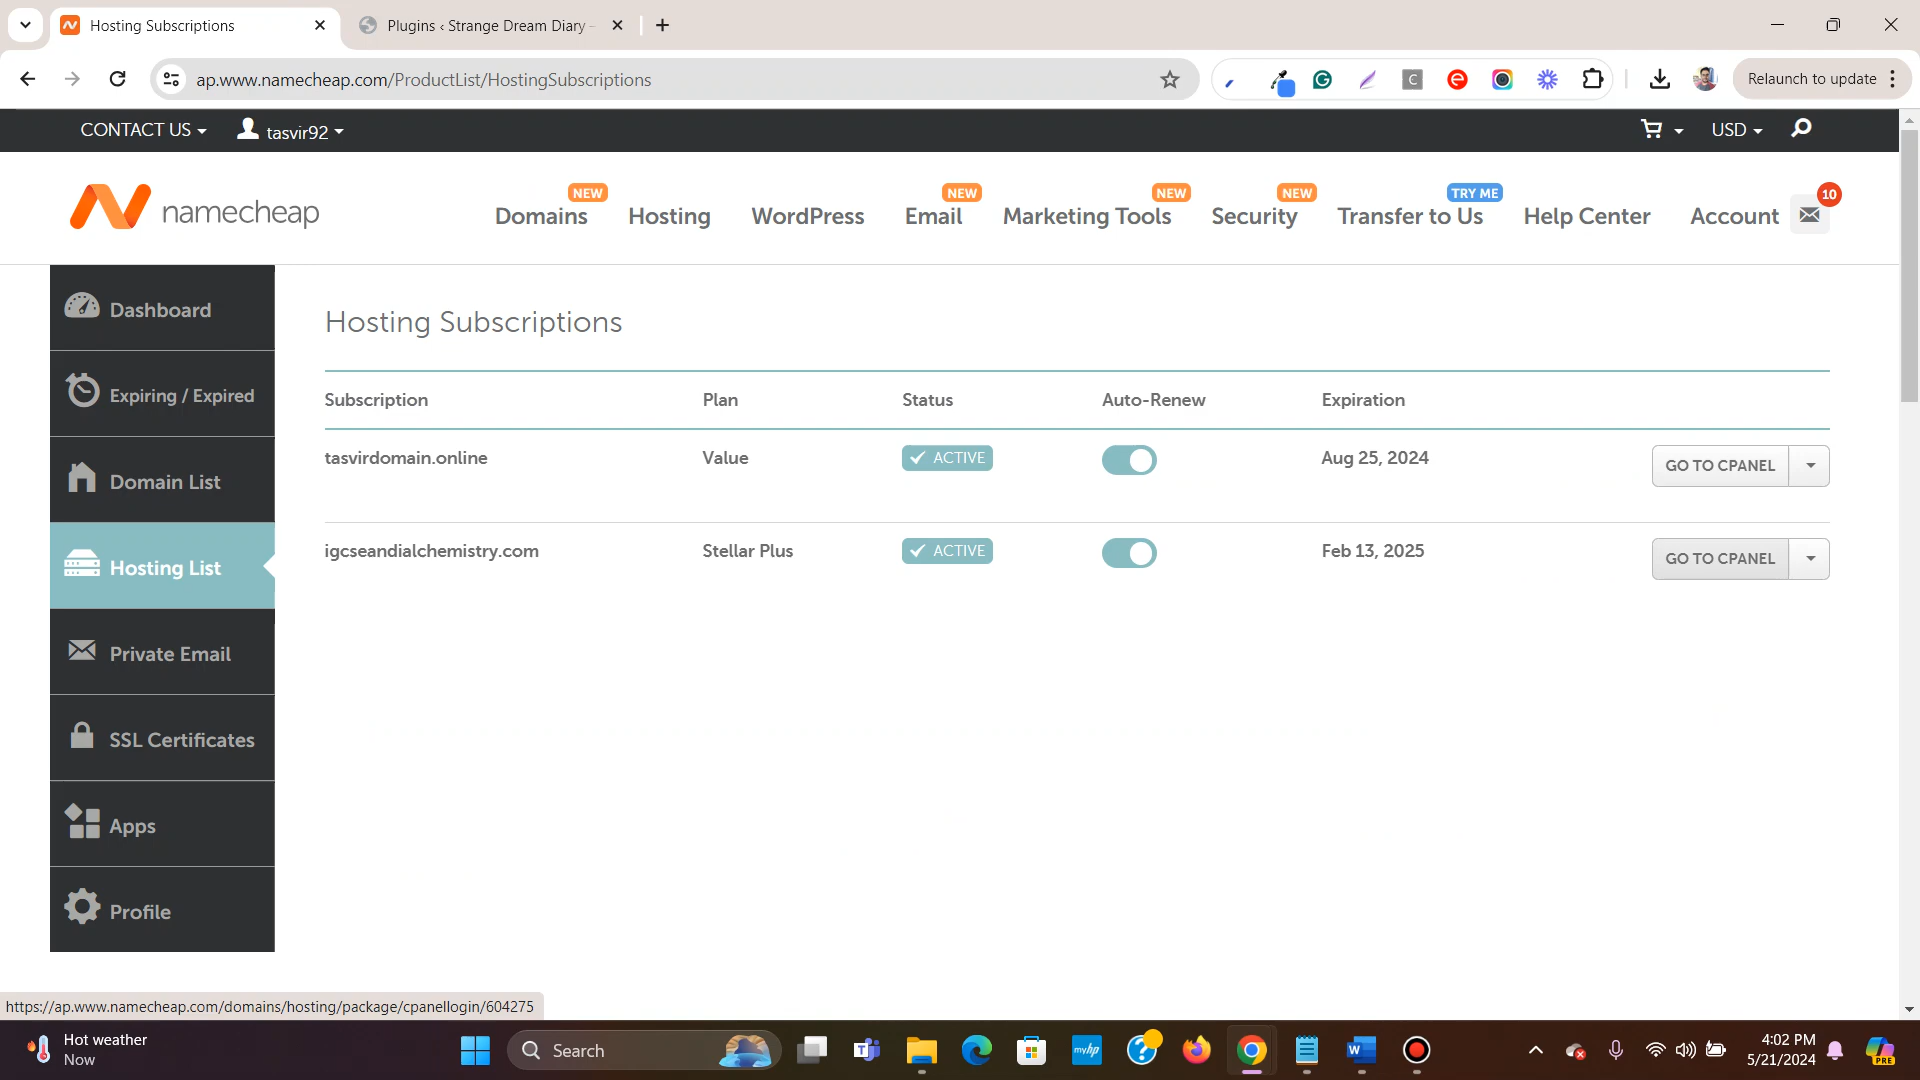 Hosting Subscriptions
Plugins ‹ Strange Dream Diary –
ap.www.namecheap.com/ProductList/HostingSubscriptions
Relaunch to update
CONTACT US
tasvir92
USD
namecheap
NEW
NEW
NEW
NEW
TRY ME
10
Domains
Hosting
WordPress
Email
Marketing Tools
Security
Transfer to Us
Help Center
Account
Dashboard
Expiring / Expired
Domain List
Hosting List
Private Email
SSL Certificates
Apps
Profile
Hosting Subscriptions
Subscription Plan Status Auto-Renew Expiration
tasvirdomain.online Value ACTIVE Aug 25, 2024 GO TO CPANEL
igcseandialchemistry.com Stellar Plus ACTIVE Feb 13, 2025 GO TO CPANEL
https://ap.www.namecheap.com/domains/hosting/package/cpanellogin/604275
Hot weather
Now
Search
myhp
4:02 PM
5/21/2024
PRE